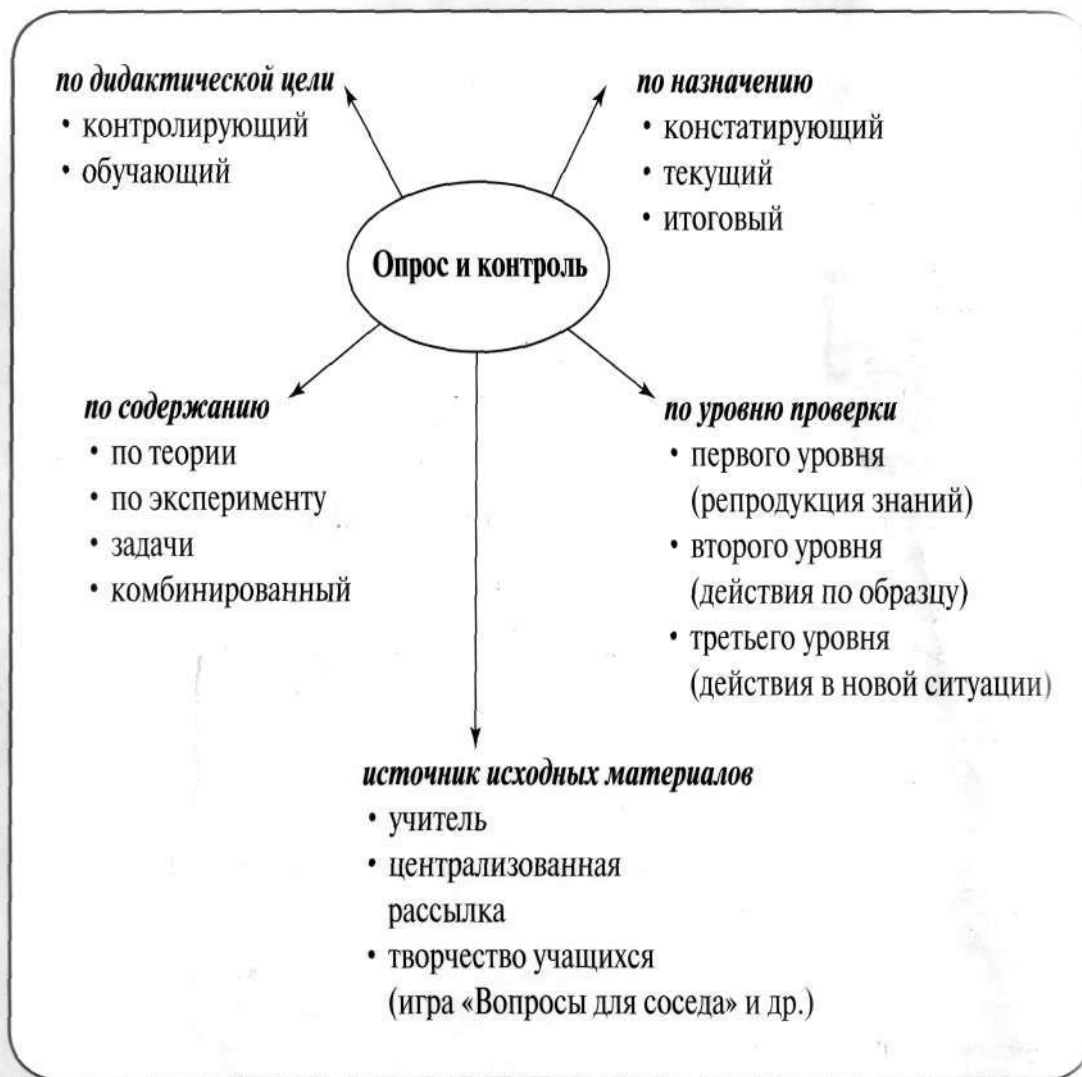 по дидактической цели
• контролирующий
• обучающий
по назначению
• констатирующий
• текущий
• итоговый
Опрос и контроль
по содержанию
• по теории
• по эксперименту
• задачи
• комбинированный
по уровню проверки
• первого уровня
(репродукция знаний)
• второго уровня
(действия по образцу)
• третьего уровня
(действия в новой ситуации)
источник исходных материалов
• учитель
• централизованная
рассылка
• творчество учащихся
(игра «Вопросы для соседа» и др.)